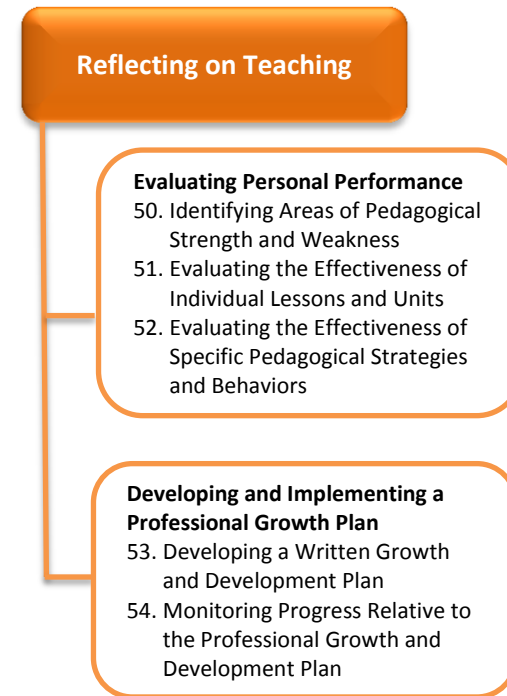 Reflecting on Teaching
Evaluating Personal Performance
50. Identifying Areas of Pedagogical
Strength and Weakness
51. Evaluating the Effectiveness of
Individual Lessons and Units
52. Evaluating the Effectiveness of
Specific Pedagogical Strategies
and Behaviors
Developing and Implementing a
Professional Growth Plan
53. Developing a Written Growth
and Development Plan
54. Monitoring Progress Relative to
the Professional Growth and
Development Plan